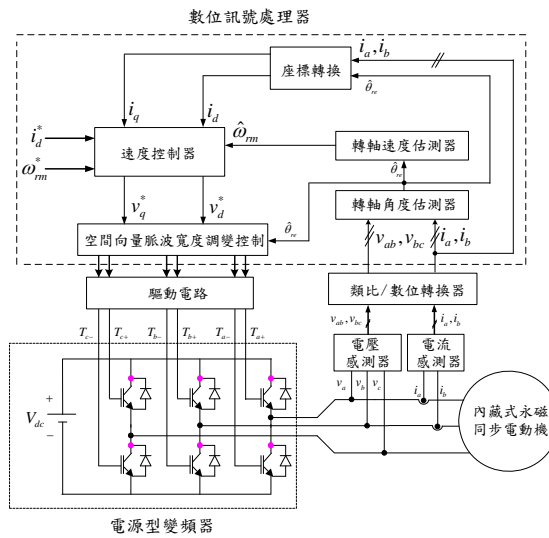 數位訊號處理器
i_a, i_b
座標轉換
θ̂_re
i_q
i_d
i_d^*
ω̂_rm
速度控制器
轉軸速度估測器
ω_rm^*
θ̂_re
v_q^*
v_d^*
轉軸角度估測器
空間向量脈波寬度調變控制
θ̂_re
v_ab, v_bc
i_a, i_b
驅動電路
類比/數位轉換器
T_c- T_c+ T_b- T_b+ T_a- T_a+
v_ab, v_bc
i_a, i_b
電壓感測器
電流感測器
v_a v_b v_c
i_a i_b
+
V_dc
−
內藏式永磁
同步電動機
電源型變頻器